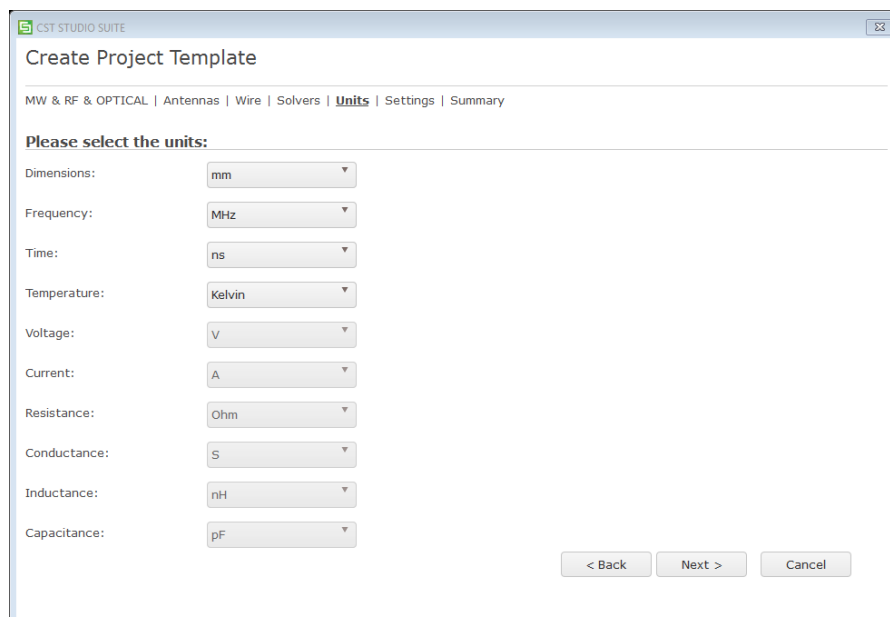 CST STUDIO SUITE
Create Project Template
MW & RF & OPTICAL | Antennas | Wire | Solvers | Units | Settings | Summary
Please select the units:
Dimensions: mm
Frequency: MHz
Time: ns
Temperature: Kelvin
Voltage: V
Current: A
Resistance: Ohm
Conductance: S
Inductance: nH
Capacitance: pF
< Back Next > Cancel